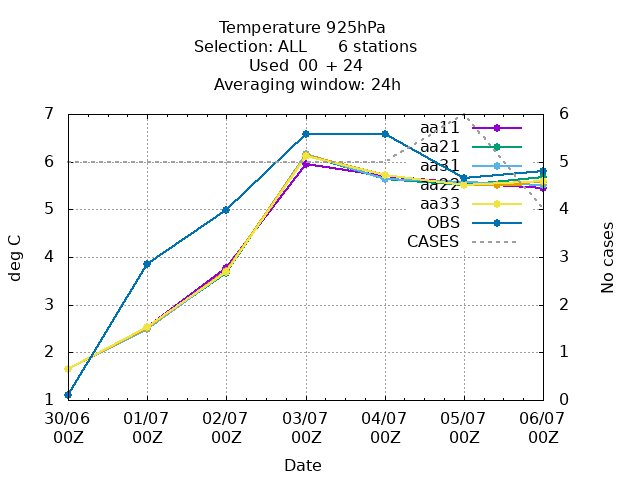 Temperature 925hPa
Selection: ALL 6 stations
Used 00 + 24
Averaging window: 24h
7 6
6 5
5 4
4 3
3 2
2 1
1 0
deg C
No cases
aa11
aa21
aa31
aa22
aa33
OBS
CASES
30/06 01/07 02/07 03/07 04/07 05/07 06/07
00Z 00Z 00Z 00Z 00Z 00Z 00Z
Date